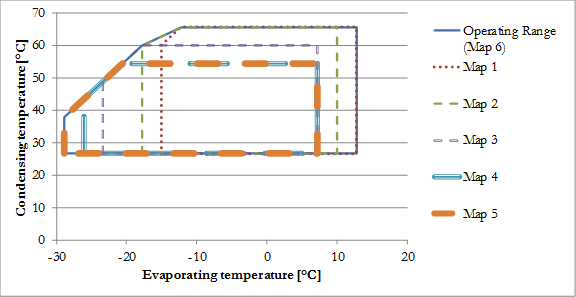 Condensing temperature [°C]
70
60
50
40
30
20
10
0
-30
-20
-10
0
10
20
Evaporating temperature [°C]
Operating Range
(Map 6)
Map 1
Map 2
Map 3
Map 4
Map 5